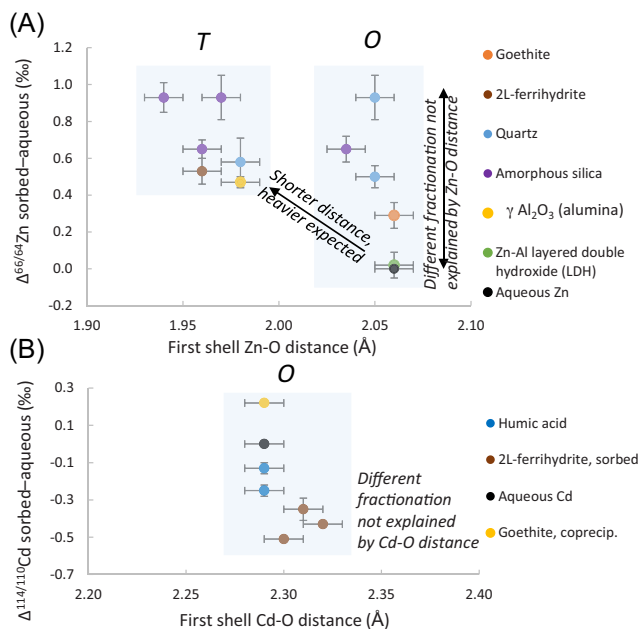 (A)
T
O
Δ66/64Zn sorbed–aqueous (‰)
1.2
1.0
0.8
0.6
0.4
0.2
0.0
-0.2
1.90
1.95
2.00
2.05
2.10
First shell Zn-O distance (Å)
Shorter distance,
heavier expected
Different fractionation not
explained by Zn-O distance
Goethite
2L-ferrihydrite
Quartz
Amorphous silica
γ Al2O3 (alumina)
Zn-Al layered double
hydroxide (LDH)
Aqueous Zn
(B)
O
Δ114/110Cd sorbed–aqueous (‰)
0.3
0.1
-0.1
-0.3
-0.5
-0.7
2.20
2.30
2.40
First shell Cd-O distance (Å)
Different
fractionation
not explained
by Cd-O distance
Humic acid
2L-ferrihydrite, sorbed
Aqueous Cd
Goethite, coprecip.